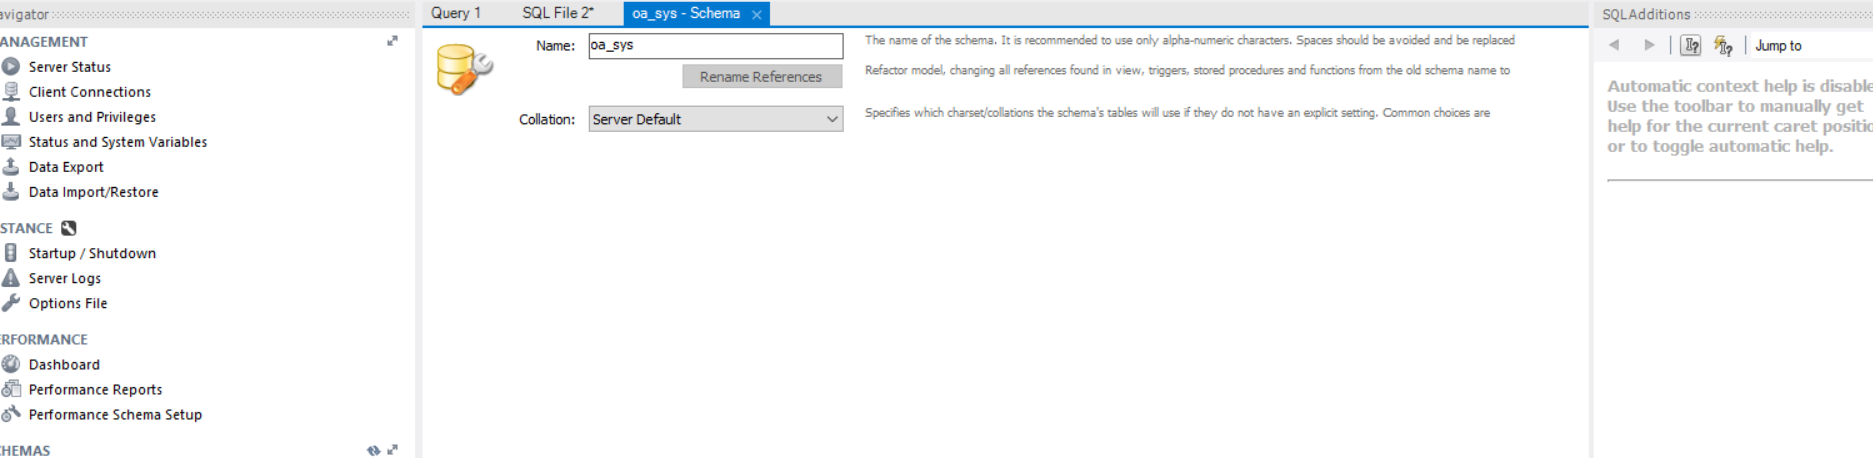 avigator
ANAGEMENT
Server Status
Client Connections
Users and Privileges
Status and System Variables
Data Export
Data Import/Restore
STANCE
Startup / Shutdown
Server Logs
Options File
ERFORMANCE
Dashboard
Performance Reports
Performance Schema Setup
CHEMAS
Query 1
SQL File 2*
oa_sys - Schema
Name: oa_sys
The name of the schema. It is recommended to use only alpha-numeric characters. Spaces should be avoided and be replaced
Rename References
Refactor model, changing all references found in view, triggers, stored procedures and functions from the old schema name to
Collation: Server Default
Specifies which charset/collations the schema's tables will use if they do not have an explicit setting. Common choices are
SQLAdditions
Jump to
Automatic context help is disable
Use the toolbar to manually get
help for the current caret positio
or to toggle automatic help.